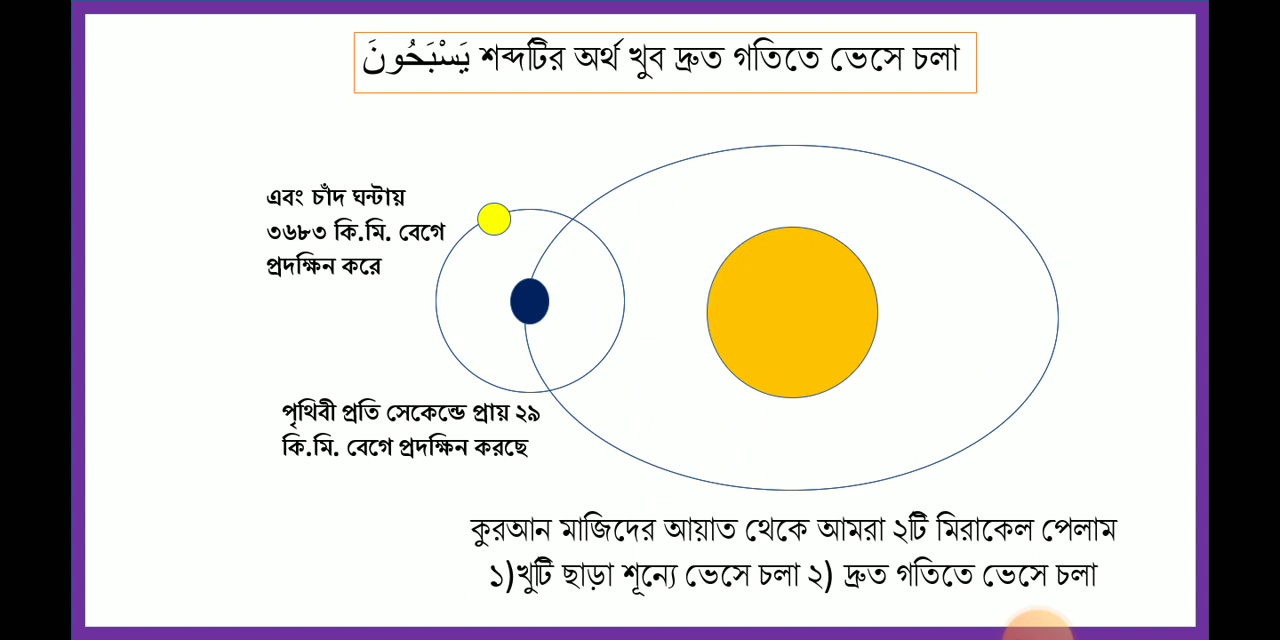 يَسْبَحُونَ শব্দটির অর্থ খুব দ্রুত গতিতে ভেসে চলা
এবং চাঁদ ঘন্টায়
৩৬৮৩ কি.মি. বেগে
প্রদক্ষিন করে
পৃথিবী প্রতি সেকেন্ডে প্রায় ২৯
কি.মি. বেগে প্রদক্ষিন করছে
কুরআন মাজিদের আয়াত থেকে আমরা ২টি মিরাকেল পেলাম
১)খুটি ছাড়া শূন্যে ভেসে চলা ২) দ্রুত গতিতে ভেসে চলা